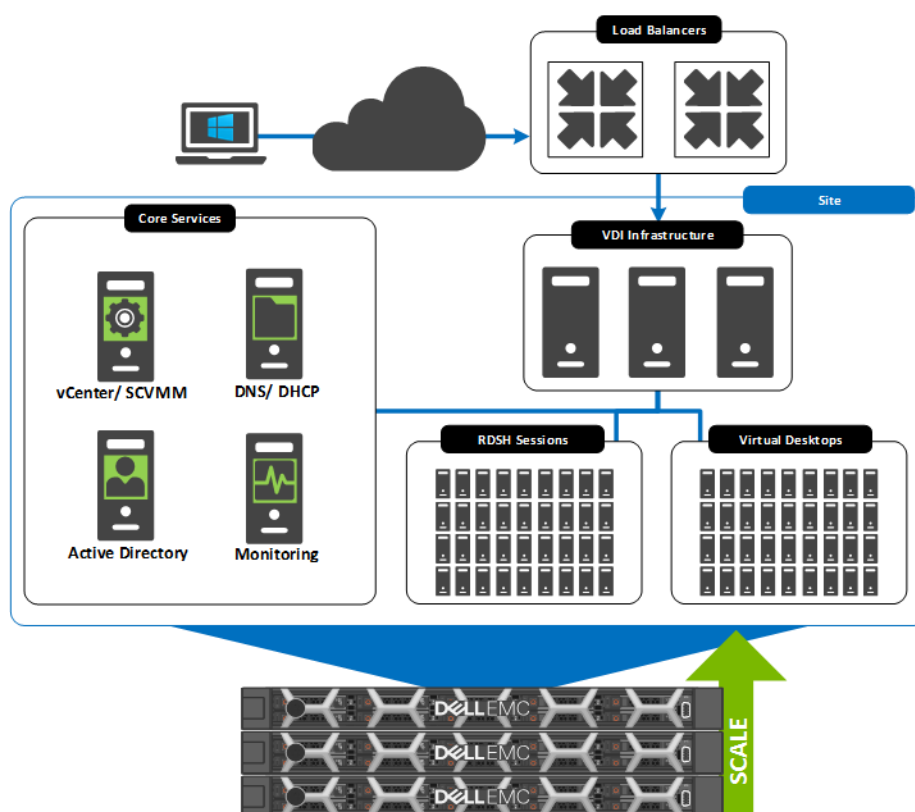 Load Balancers
Site
Core Services
VDI Infrastructure
vCenter/ SCVMM
DNS/ DHCP
RDSH Sessions
Virtual Desktops
Active Directory
Monitoring
DELLEMC
SCALE
DELLEMC
DELLEMC